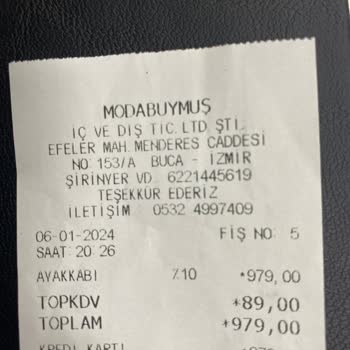 MODABUYMUŞ
İÇ VE DIŞ TİC. LTD ŞTİ.
EFELER MAH. MENDERES CADDESİ
NO: 153/A BUCA - İZMİR
ŞİRİNYER VD. 6221445619
TEŞEKKÜR EDERİZ
İLETİŞİM 0532 4997409
06-01-2024 FİŞ NO: 5
SAAT: 20:26
AYAKKABI %10 *979,00
TOPKDV *89,00
TOPLAM *979,00
KREDİ KARTI